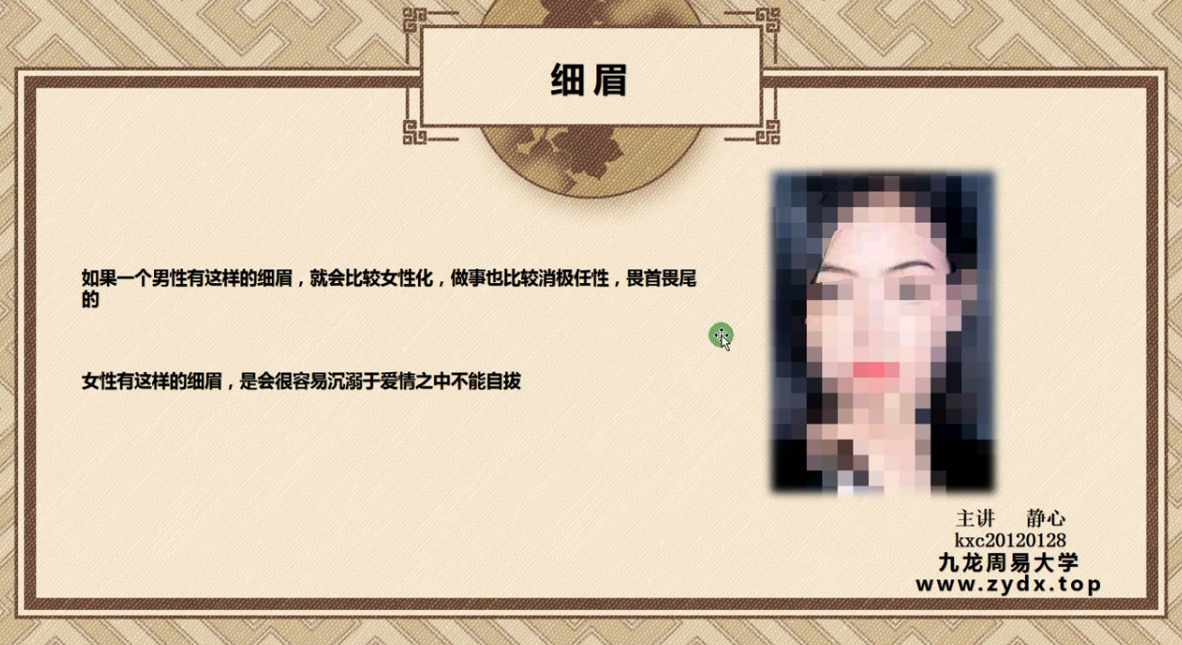 细眉
如果一个男性有这样的细眉，就会比较女性化，做事也比较消极任性，畏首畏尾
的
女性有这样的细眉，是会很容易沉溺于爱情之中不能自拔
主讲 静心
kxc20120128
九龙周易大学
www.zydx.top